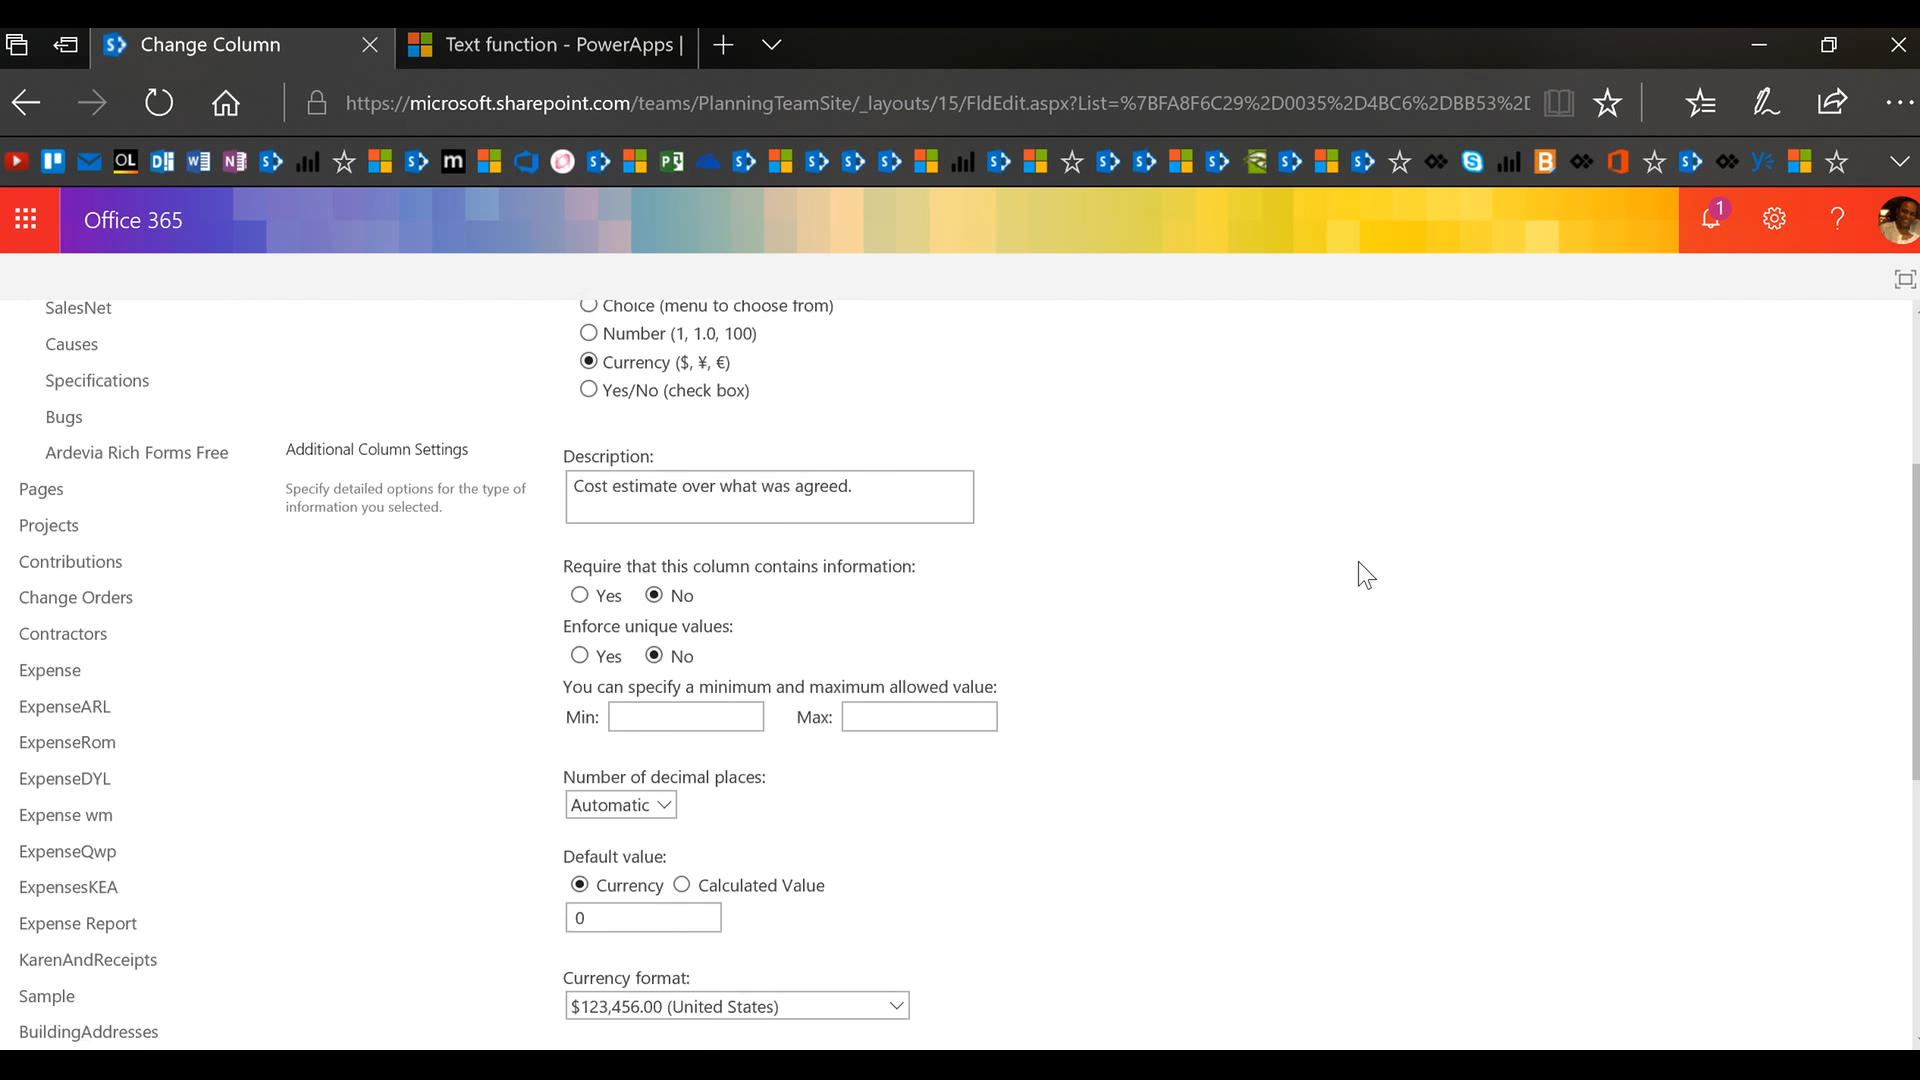 Change Column
Text function - PowerApps |
https://microsoft.sharepoint.com/teams/PlanningTeamSite/_layouts/15/FldEdit.aspx?List=%7BFA8F6C29%2D0035%2D4BC6%2DBB53%2D
OL
m
B
Office 365
1
?
SalesNet
Causes
Specifications
Bugs
Ardevia Rich Forms Free
Pages
Projects
Contributions
Change Orders
Contractors
Expense
ExpenseARL
ExpenseRom
ExpenseDYL
Expense wm
ExpenseQwp
ExpensesKEA
Expense Report
KarenAndReceipts
Sample
BuildingAddresses
Additional Column Settings
Specify detailed options for the type of
information you selected.
Choice (menu to choose from)
Number (1, 1.0, 100)
Currency ($, ¥, €)
Yes/No (check box)
Description:
Cost estimate over what was agreed.
Require that this column contains information:
Yes No
Enforce unique values:
Yes No
You can specify a minimum and maximum allowed value:
Min: Max:
Number of decimal places:
Automatic
Default value:
Currency Calculated Value
0
Currency format:
$123,456.00 (United States)